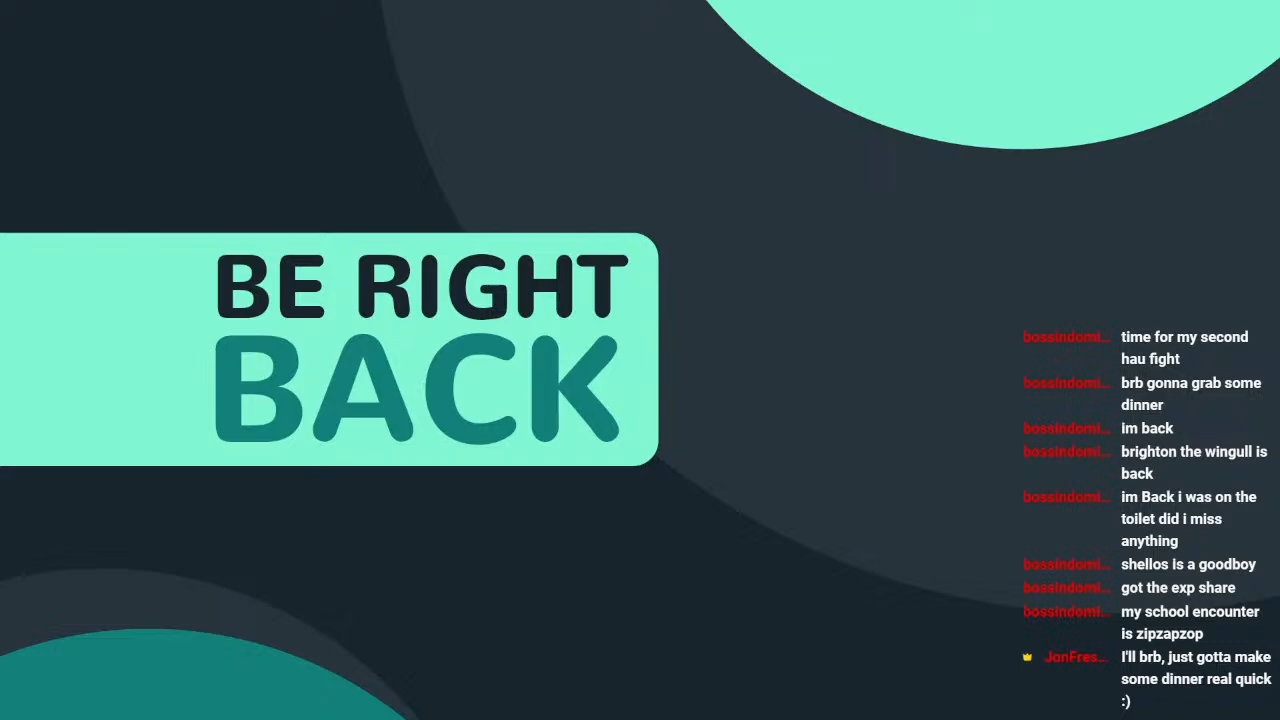 BE RIGHT
BACK
bossindomi... time for my second
hau fight
bossindomi... brb gonna grab some
dinner
bossindomi... im back
bossindomi... brighton the wingull is
back
bossindomi... im Back i was on the
toilet did i miss
anything
bossindomi... shellos is a goodboy
bossindomi... got the exp share
bossindomi... my school encounter
is zipzapzop
JonFres... I'll brb, just gotta make
some dinner real quick
:)